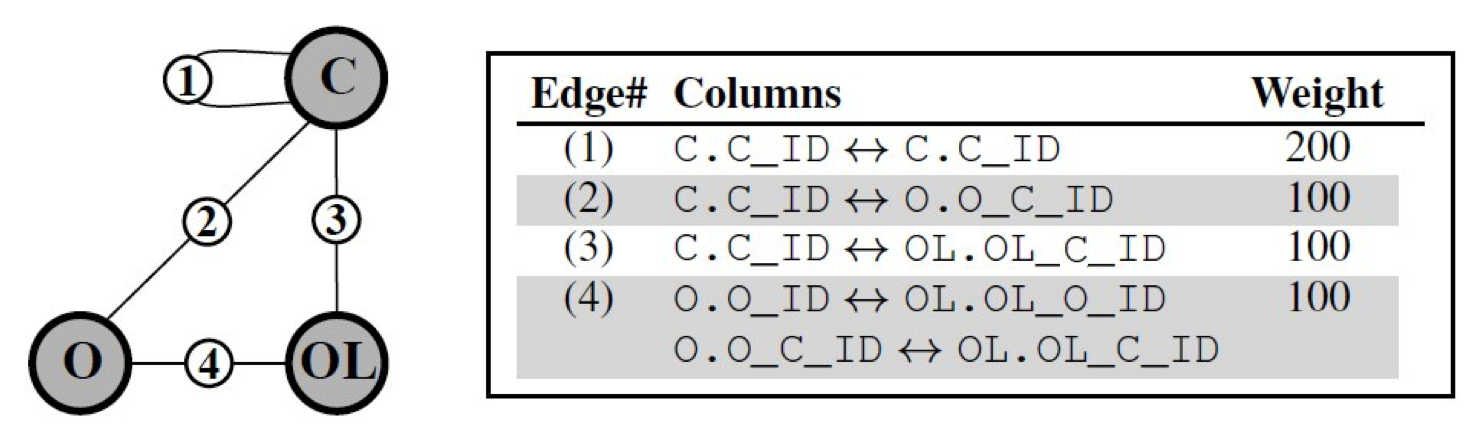 C
1
2
3
O
4
OL
Edge# Columns Weight
(1) C.C_ID ↔ C.C_ID 200
(2) C.C_ID ↔ O.O_C_ID 100
(3) C.C_ID ↔ OL.OL_C_ID 100
(4) O.O_ID ↔ OL.OL_O_ID 100
O.O_C_ID ↔ OL.OL_C_ID